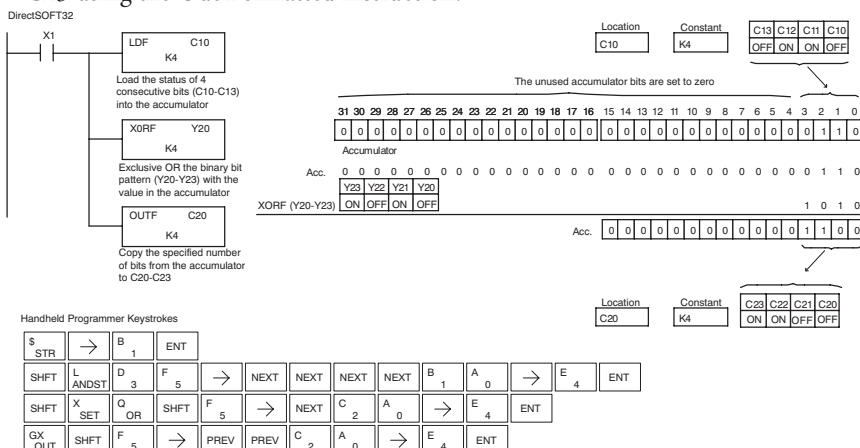 DirectSOFT32
X1
LDF C10
K4
Load the status of 4
consecutive bits (C10-C13)
into the accumulator
X0RF Y20
K4
Exclusive OR the binary bit
pattern (Y20-Y23) with the
value in the accumulator
OUTF C20
K4
Copy the specified number
of bits from the accumulator
to C20-C23
Location Constant
C10 K4
C13 C12 C11 C10
OFF ON ON OFF
The unused accumulator bits are set to zero
31 30 29 28 27 26 25 24 23 22 21 20 19 18 17 16 15 14 13 12 11 10 9 8 7 6 5 4 3 2 1 0
0 0 0 0 0 0 0 0 0 0 0 0 0 0 0 0 0 0 0 0 0 0 0 0 0 0 0 0 0 1 1 0
Accumulator
Acc. 0 0 0 0 0 0 0 0 0 0 0 0 0 0 0 0 0 0 0 0 0 0 0 0 0 0 0 0 0 1 1 0
Y23 Y22 Y21 Y20
XORF (Y20-Y23) ON OFF ON OFF 1 0 1 0
Acc. 0 0 0 0 0 0 0 0 0 0 0 0 1 1 0 0
Location Constant
C20 K4
C23 C22 C21 C20
ON ON OFF OFF
Handheld Programmer Keystrokes
$ STR → B 1 ENT
SHFT L ANDST D 3 F 5 → NEXT NEXT NEXT NEXT B 1 A 0 → E 4 ENT
SHFT X SET Q OR SHFT F 5 → NEXT C 2 A 0 → E 4 ENT
GX OUT SHFT F 5 → PREV PREV C 2 A 0 → E 4 ENT